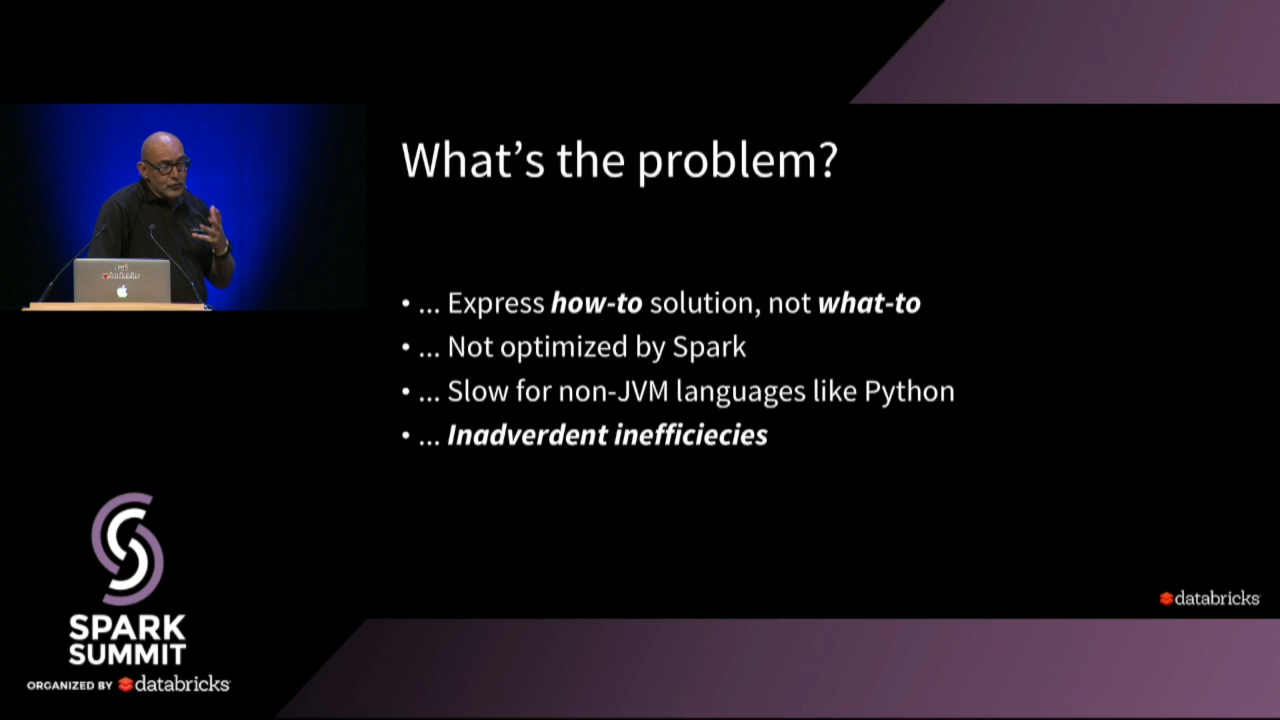 What's the problem?
• ... Express how-to solution, not what-to
• ... Not optimized by Spark
• ... Slow for non-JVM languages like Python
• ... Inadverdent inefficiecies
databricks
SPARK
SUMMIT
ORGANIZED BY databricks